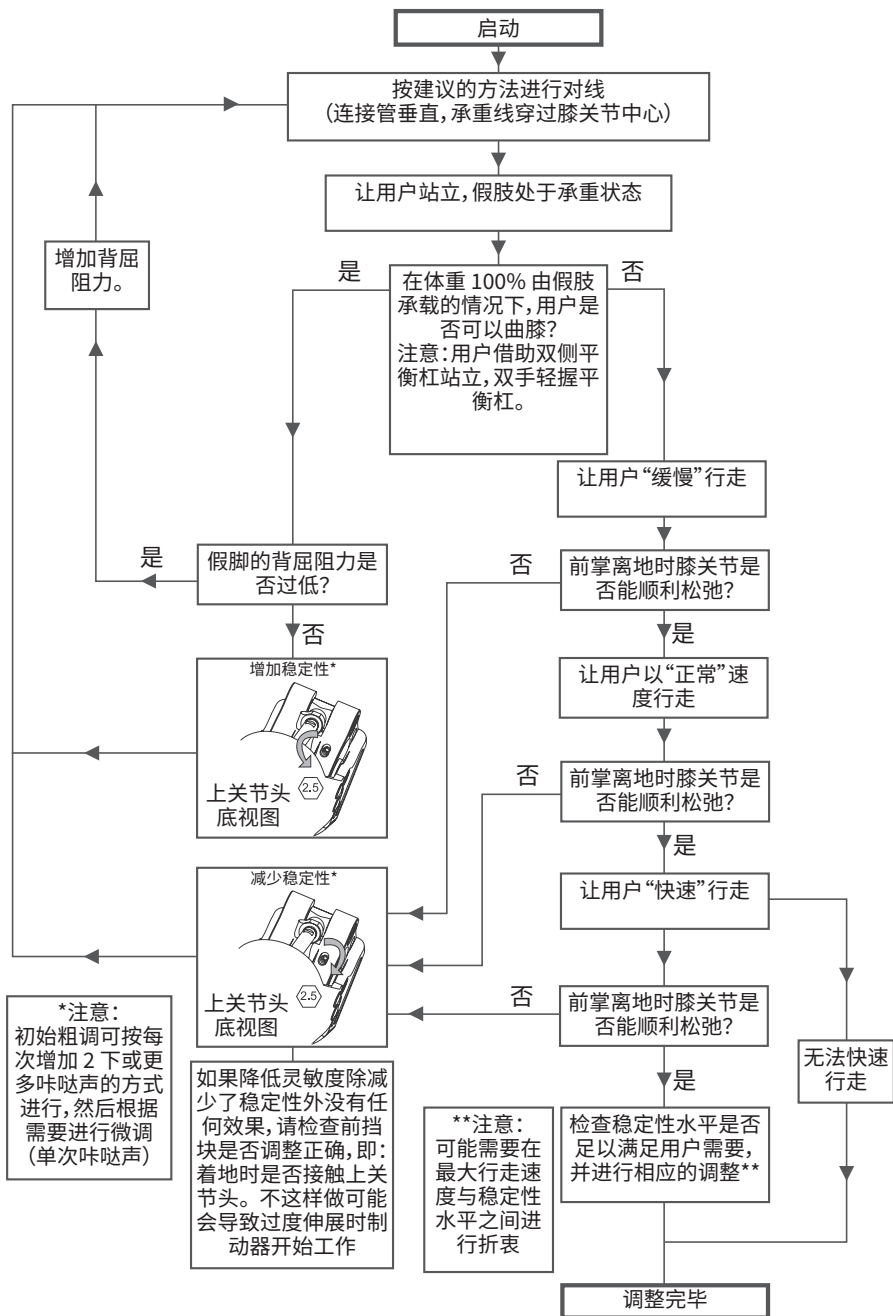 启动
按建议的方法进行对线
（连接管垂直，承重线穿过膝关节中心）
让用户站立，假肢处于承重状态
增加背屈
阻力。
是
在体重 100% 由假肢
承载的情况下，用户是
否可以曲膝？
注意：用户借助双侧平
衡杠站立，双手轻握平
衡杠。
否
让用户“缓慢”行走
是
假脚的背屈阻力是
否过低？
否
前掌离地时膝关节是
否能顺利松弛？
否
是
增加稳定性*
上关节头
底视图
2.5
让用户以“正常”速
度行走
否
前掌离地时膝关节是
否能顺利松弛？
是
减少稳定性*
上关节头
底视图
2.5
让用户“快速”行走
否
前掌离地时膝关节是
否能顺利松弛？
是
无法快速
行走
*注意：
初始粗调可按每
次增加 2 下或更
多咔哒声的方式
进行，然后根据
需要进行微调
（单次咔哒声）
如果降低灵敏度除减
少了稳定性外没有任
何效果，请检查前挡
块是否调整正确，即：
着地时是否接触上关
节头。不这样做可能
会导致过度伸展时制
动器开始工作
**注意：
可能需要在
最大行走速
度与稳定性
水平之间进
行折衷
检查稳定性水平是否
足以满足用户需要，
并进行相应的调整**
调整完毕